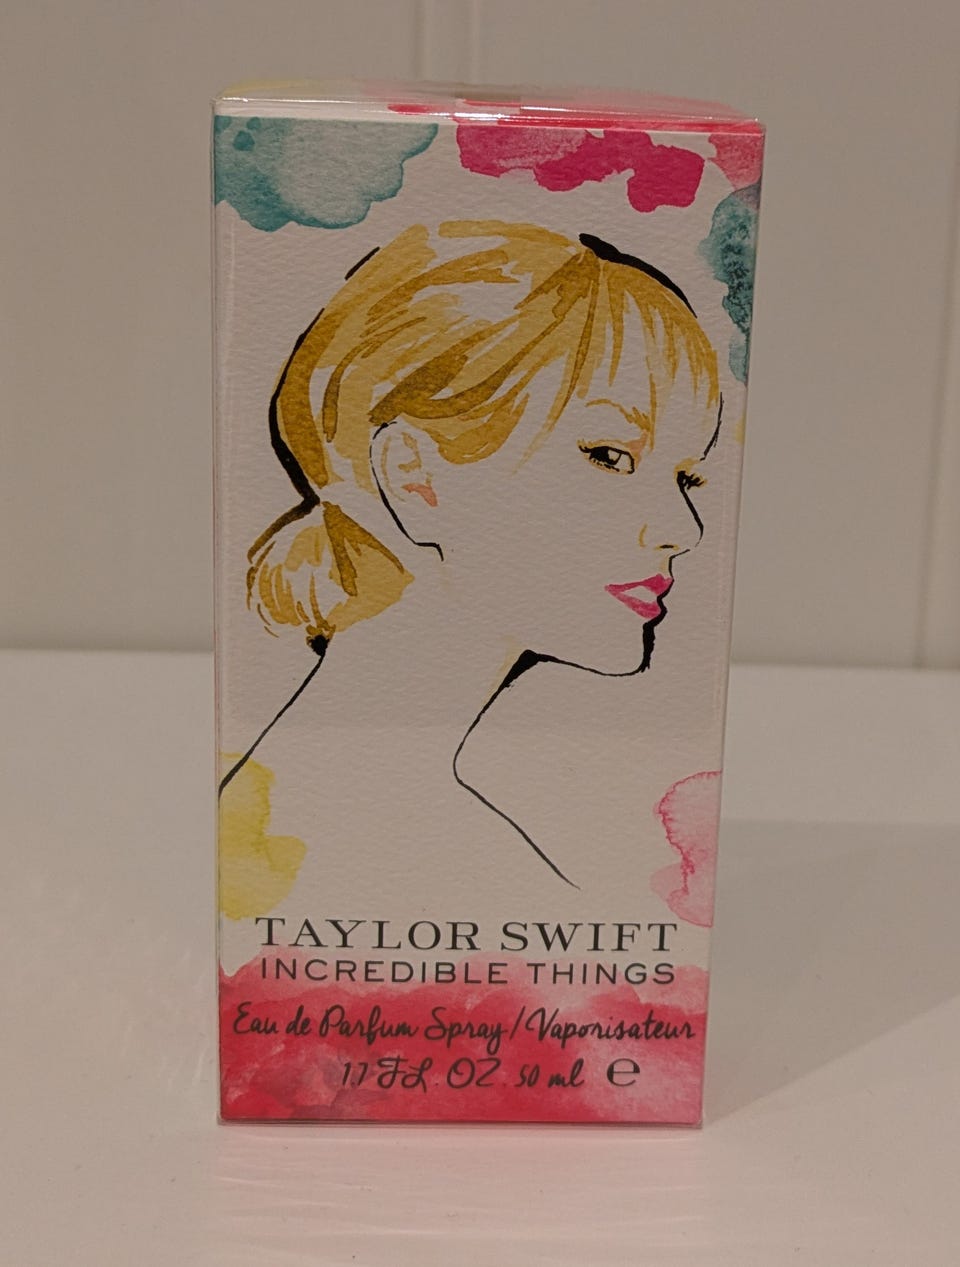 TAYLOR SWIFT
INCREDIBLE THINGS
Eau de Parfum Spray / Vaporisateur
1.7 FL. OZ. 50 ml ℮